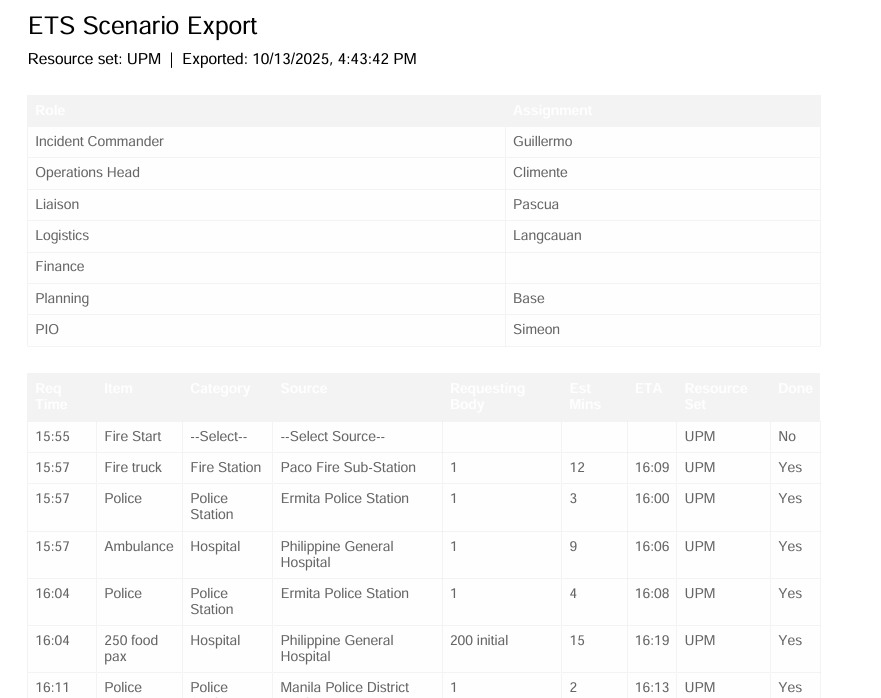 ETS Scenario Export
Resource set: UPM | Exported: 10/13/2025, 4:43:42 PM
Role Assignment
Incident Commander Guillermo
Operations Head Climente
Liaison Pascua
Logistics Langcauan
Finance
Planning Base
PIO Simeon
Req Time Item Category Source Requesting Body Est Mins ETA Resource Set Done
15:55 Fire Start --Select-- --Select Source-- UPM No
15:57 Fire truck Fire Station Paco Fire Sub-Station 1 12 16:09 UPM Yes
15:57 Police Police Station Ermita Police Station 1 3 16:00 UPM Yes
15:57 Ambulance Hospital Philippine General Hospital 1 9 16:06 UPM Yes
16:04 Police Police Station Ermita Police Station 1 4 16:08 UPM Yes
16:04 250 food pax Hospital Philippine General Hospital 200 initial 15 16:19 UPM Yes
16:11 Police Police Manila Police District 1 2 16:13 UPM Yes